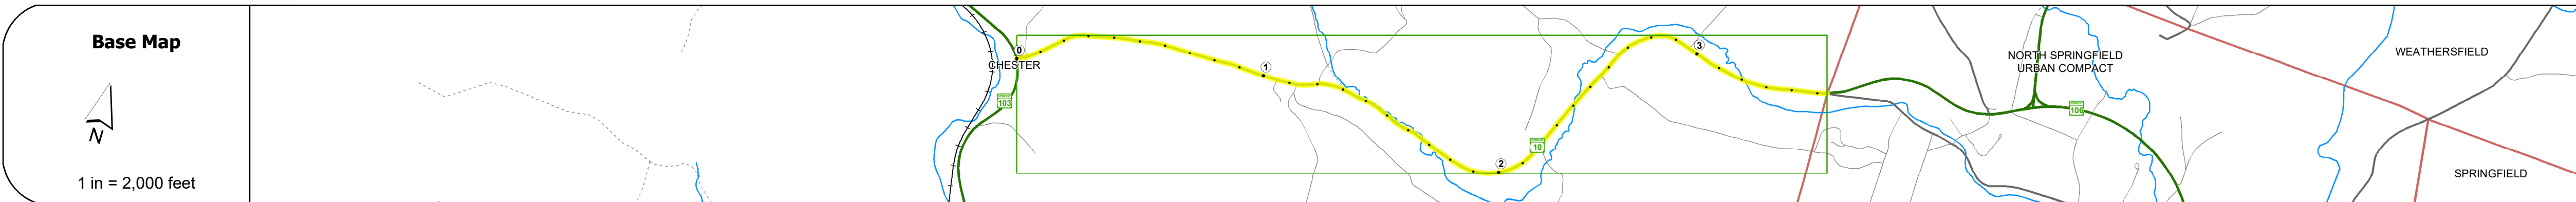 Base Map
N
1 in = 2,000 feet
0
CHESTER
103
1
2
10
3
NORTH SPRINGFIELD
URBAN COMPACT
106
WEATHERSFIELD
SPRINGFIELD